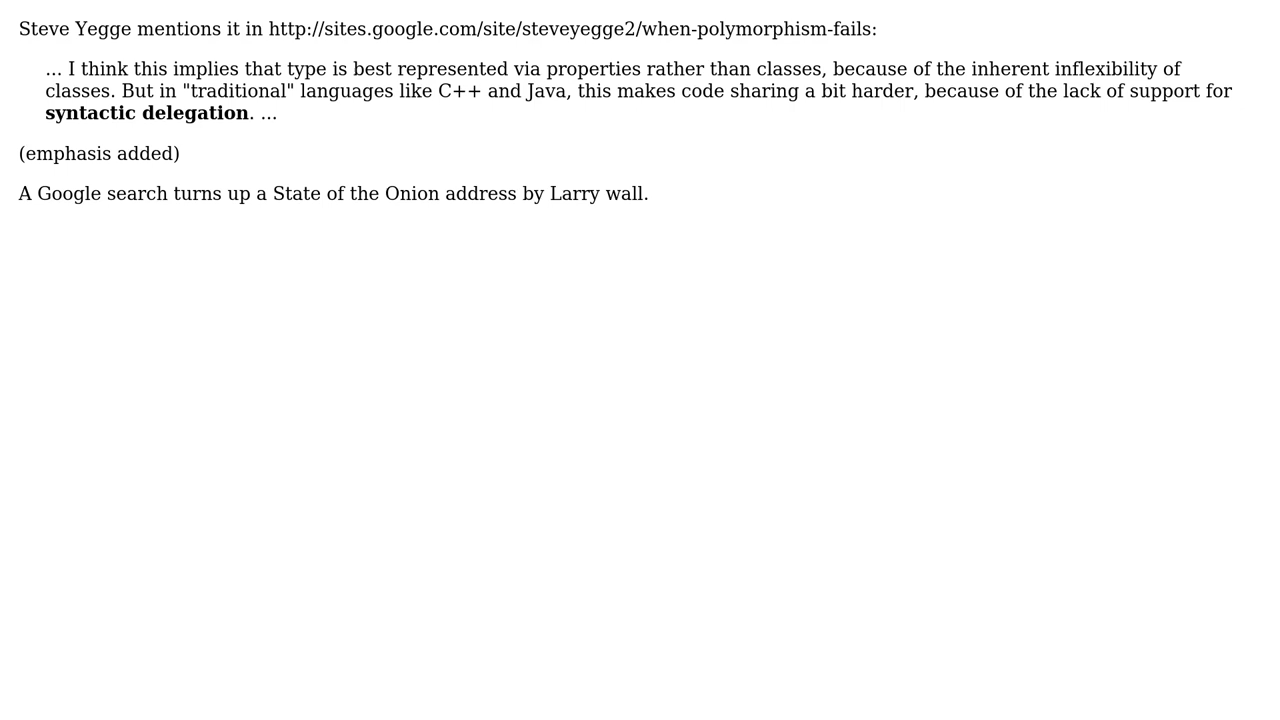 Steve Yegge mentions it in http://sites.google.com/site/steveyegge2/when-polymorphism-fails:
... I think this implies that type is best represented via properties rather than classes, because of the inherent inflexibility of
classes. But in "traditional" languages like C++ and Java, this makes code sharing a bit harder, because of the lack of support for
syntactic delegation. ...
(emphasis added)
A Google search turns up a State of the Onion address by Larry wall.